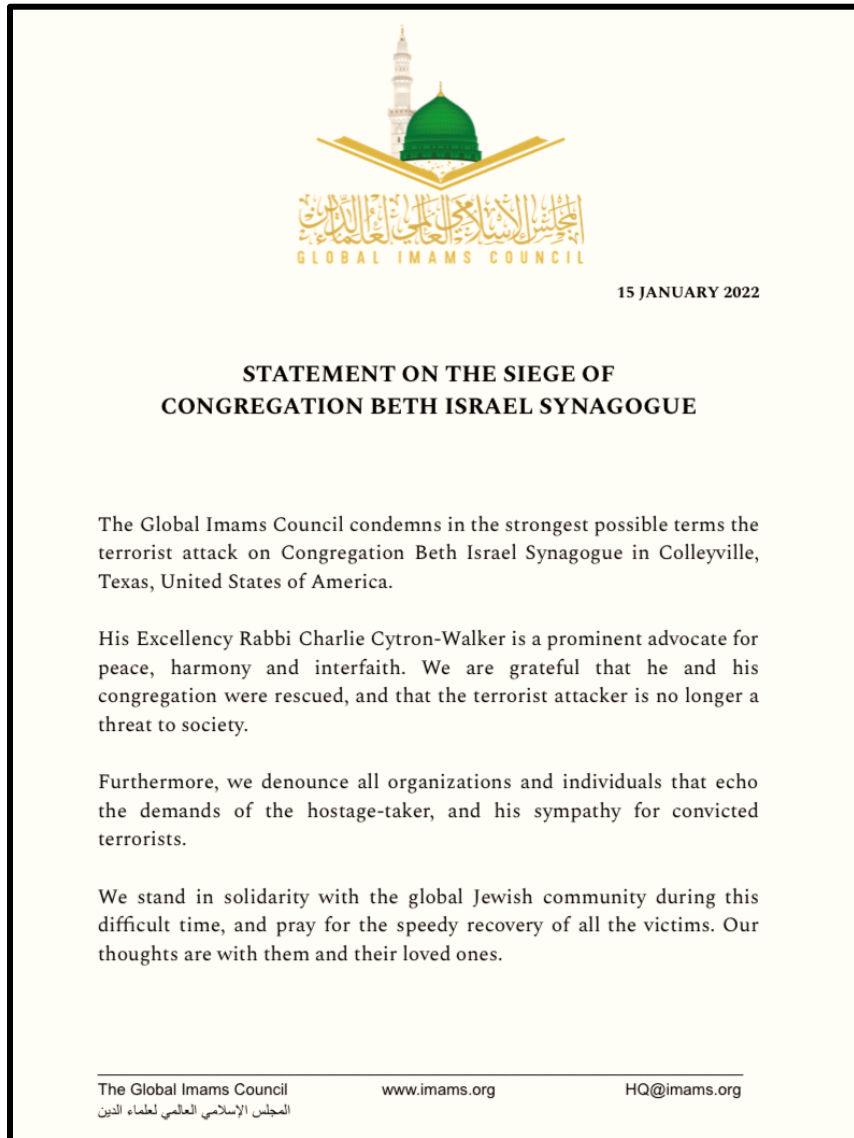 المجلس الإسلامي العالمي لعلماء الدين
GLOBAL IMAMS COUNCIL
15 JANUARY 2022
STATEMENT ON THE SIEGE OF
CONGREGATION BETH ISRAEL SYNAGOGUE
The Global Imams Council condemns in the strongest possible terms the
terrorist attack on Congregation Beth Israel Synagogue in Colleyville,
Texas, United States of America.
His Excellency Rabbi Charlie Cytron-Walker is a prominent advocate for
peace, harmony and interfaith. We are grateful that he and his
congregation were rescued, and that the terrorist attacker is no longer a
threat to society.
Furthermore, we denounce all organizations and individuals that echo
the demands of the hostage-taker, and his sympathy for convicted
terrorists.
We stand in solidarity with the global Jewish community during this
difficult time, and pray for the speedy recovery of all the victims. Our
thoughts are with them and their loved ones.
The Global Imams Council www.imams.org HQ@imams.org
المجلس الإسلامي العالمي لعلماء الدين